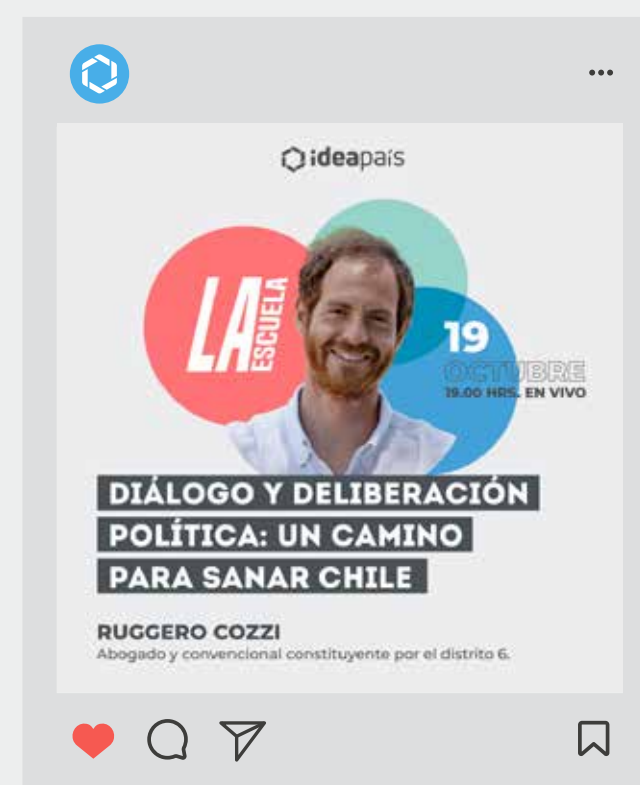 ideapaís
LA
ESCUELA
19
OCTUBRE
19.00 HRS. EN VIVO
DIÁLOGO Y DELIBERACIÓN
POLÍTICA: UN CAMINO
PARA SANAR CHILE
RUGGERO COZZI
Abogado y convencional constituyente por el distrito 6.